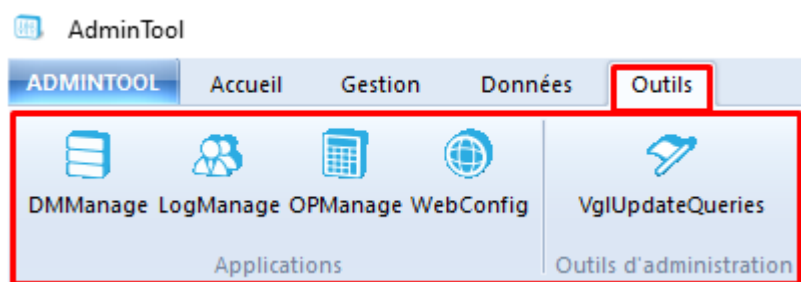 AdminTool
ADMINTOOL Accueil Gestion Données Outils
DMManage LogManage OPManage WebConfig VglUpdateQueries
Applications Outils d'administration